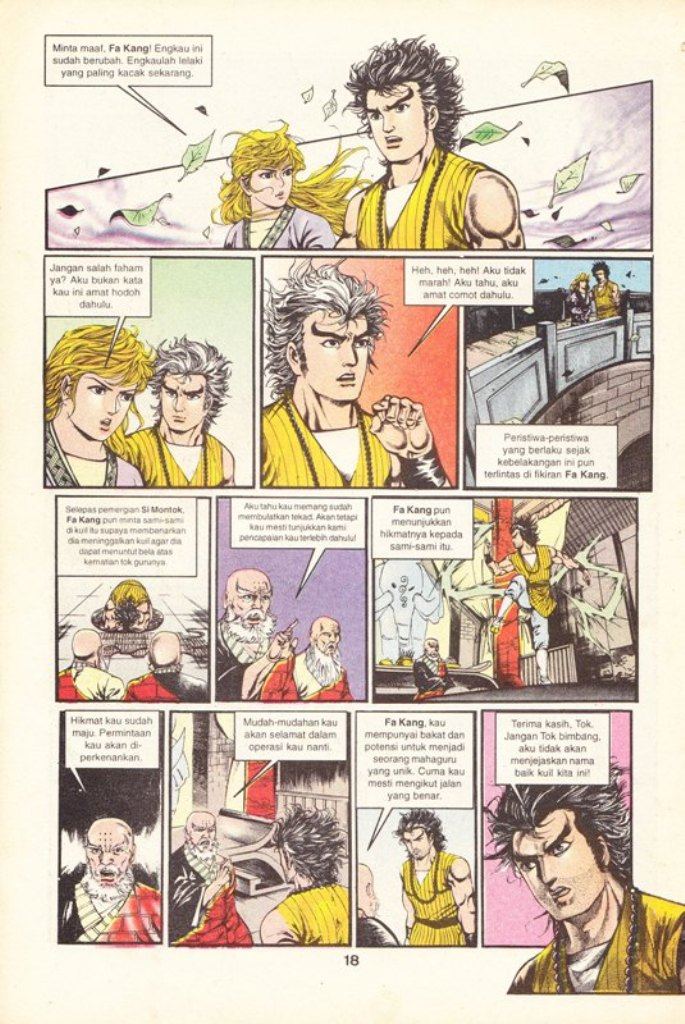 Minta maaf, Fa Kang! Engkau ini
sudah berubah. Engkaulah lelaki
yang paling kacak sekarang.
Jangan salah faham
ya? Aku bukan kata
kau ini amat hodoh
dahulu.
Heh, heh, heh! Aku tidak
marah! Aku tahu, aku
amat comot dahulu.
Peristiwa-peristiwa
yang berlaku sejak
kebelakangan ini pun
terlintas di fikiran Fa Kang.
Selepas pemergian Si Montok,
Fa Kang pun minta sami-sami
di kuil itu supaya membenarkan
dia meninggalkan kuil agar dia
dapat menuntut bela atas
kematian tok gurunya.
Aku tahu kau memang sudah
membulatkan tekad. Akan tetapi
kau mesti tunjukkan kami
pencapaian kau terlebih dahulu!
Fa Kang pun
menunjukkan
hikmatnya kepada
sami-sami itu.
Hikmat kau sudah
maju. Permintaan
kau akan di-
perkenankan.
Mudah-mudahan kau
akan selamat dalam
operasi kau nanti.
Fa Kang, kau
mempunyai bakat dan
potensi untuk menjadi
seorang mahaguru
yang unik. Cuma kau
mesti mengikut jalan
yang benar.
Terima kasih, Tok.
Jangan Tok bimbang,
aku tidak akan
menjejaskan nama
baik kuil kita ini!
18